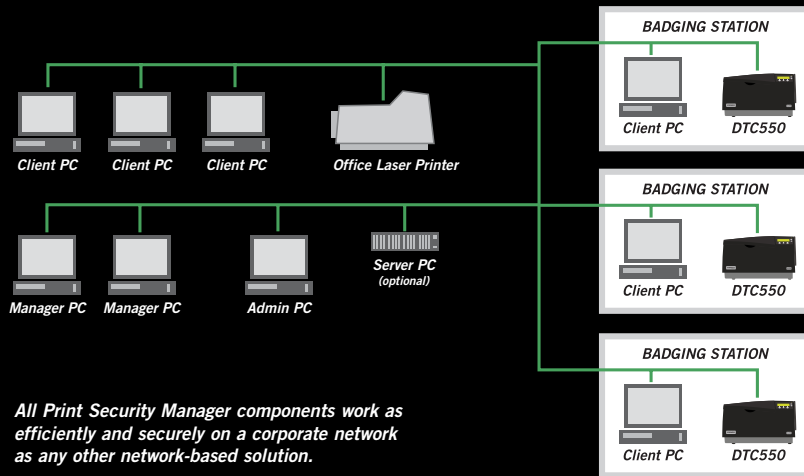 BADGING STATION
Client PC
DTC550
Client PC
Client PC
Client PC
Office Laser Printer
BADGING STATION
Client PC
DTC550
Manager PC
Manager PC
Admin PC
Server PC
(optional)
BADGING STATION
Client PC
DTC550
All Print Security Manager components work as
efficiently and securely on a corporate network
as any other network-based solution.